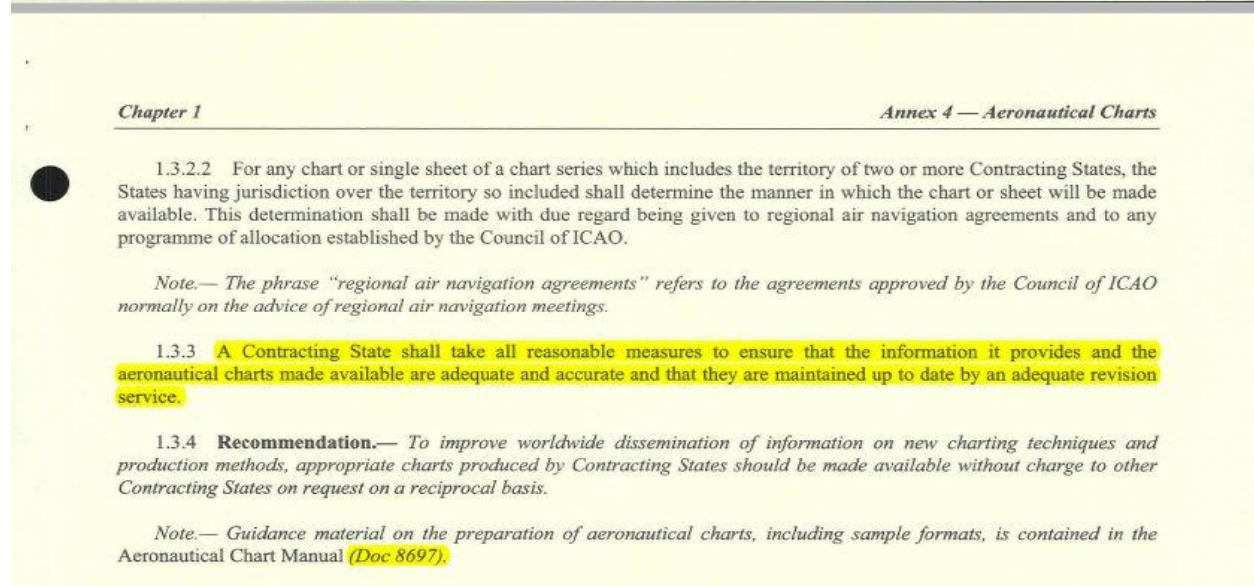 Chapter 1 Annex 4 — Aeronautical Charts
1.3.2.2 For any chart or single sheet of a chart series which includes the territory of two or more Contracting States, the
States having jurisdiction over the territory so included shall determine the manner in which the chart or sheet will be made
available. This determination shall be made with due regard being given to regional air navigation agreements and to any
programme of allocation established by the Council of ICAO.
Note.— The phrase “regional air navigation agreements” refers to the agreements approved by the Council of ICAO
normally on the advice of regional air navigation meetings.
1.3.3 A Contracting State shall take all reasonable measures to ensure that the information it provides and the
aeronautical charts made available are adequate and accurate and that they are maintained up to date by an adequate revision
service.
1.3.4 Recommendation.— To improve worldwide dissemination of information on new charting techniques and
production methods, appropriate charts produced by Contracting States should be made available without charge to other
Contracting States on request on a reciprocal basis.
Note.— Guidance material on the preparation of aeronautical charts, including sample formats, is contained in the
Aeronautical Chart Manual (Doc 8697).